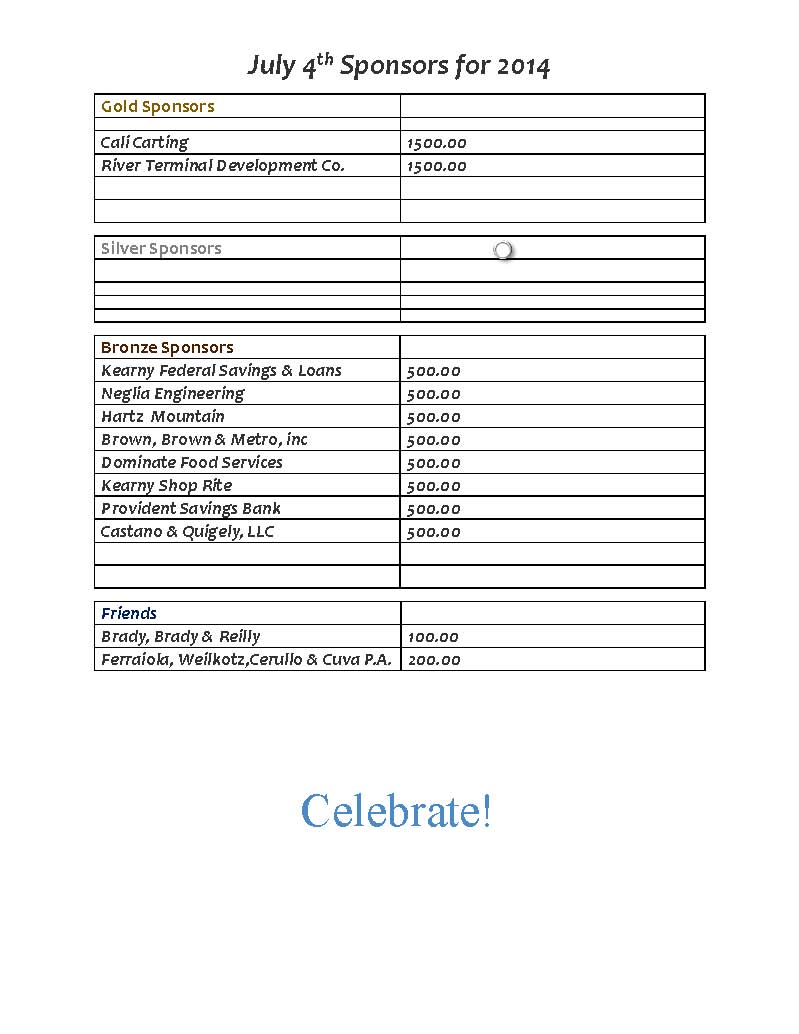 July 4th Sponsors for 2014
Gold Sponsors
Cali Carting 1500.00
River Terminal Development Co. 1500.00
Silver Sponsors
Bronze Sponsors
Kearny Federal Savings & Loans 500.00
Neglia Engineering 500.00
Hartz Mountain 500.00
Brown, Brown & Metro, inc 500.00
Dominate Food Services 500.00
Kearny Shop Rite 500.00
Provident Savings Bank 500.00
Castano & Quigely, LLC 500.00
Friends
Brady, Brady & Reilly 100.00
Ferraiola, Weilkotz,Cerullo & Cuva P.A. 200.00
Celebrate!